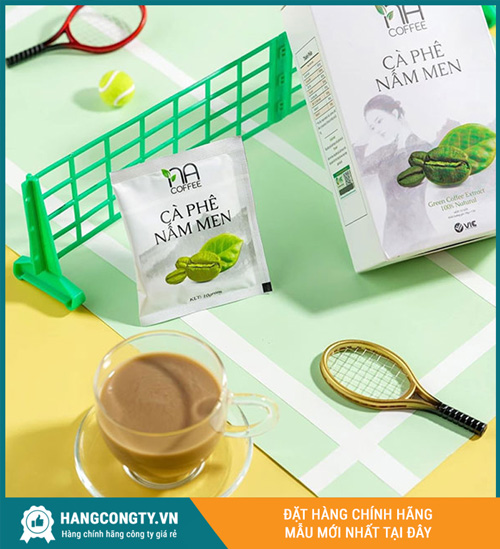 NA
COFFEE
CÀ PHÊ
NẤM MEN
Green Coffee Extract
100% Natural
VIC
NA
COFFEE
CÀ PHÊ
NẤM MEN
HANGCONGTY.VN
Hàng chính hãng công ty giá rẻ
ĐẶT HÀNG CHÍNH HÃNG
MẪU MỚI NHẤT TẠI ĐÂY